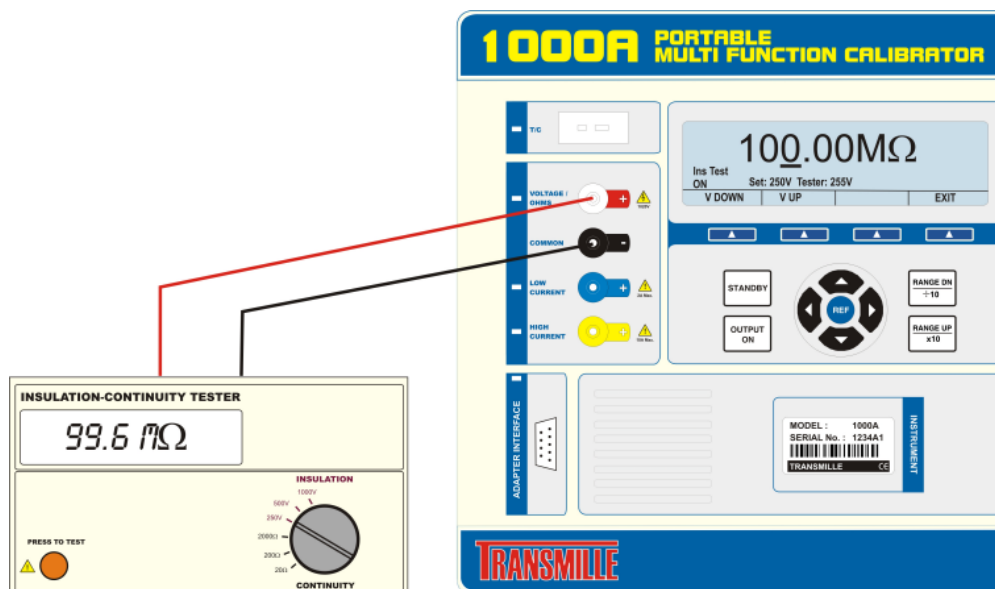 1000A PORTABLE
MULTI FUNCTION CALIBRATOR
T/C
VOLTAGE /
OHMS
+
COMMON
-
LOW
CURRENT
+
2A Max.
HIGH
CURRENT
+
ADAPTER INTERFACE
100.00MΩ
Ins Test
ON
Set: 250V Tester: 255V
V DOWN
V UP
EXIT
STANDBY
OUTPUT
ON
REF
RANGE DN
÷10
RANGE UP
x10
MODEL : 1000A
SERIAL No. : 1234A1
TRANSMILLE CE
INSTRUMENT
TRANSMILLE
INSULATION-CONTINUITY TESTER
99.6 MΩ
PRESS TO TEST
INSULATION
1000V
500V
250V
2000Ω
200Ω
20Ω
CONTINUITY